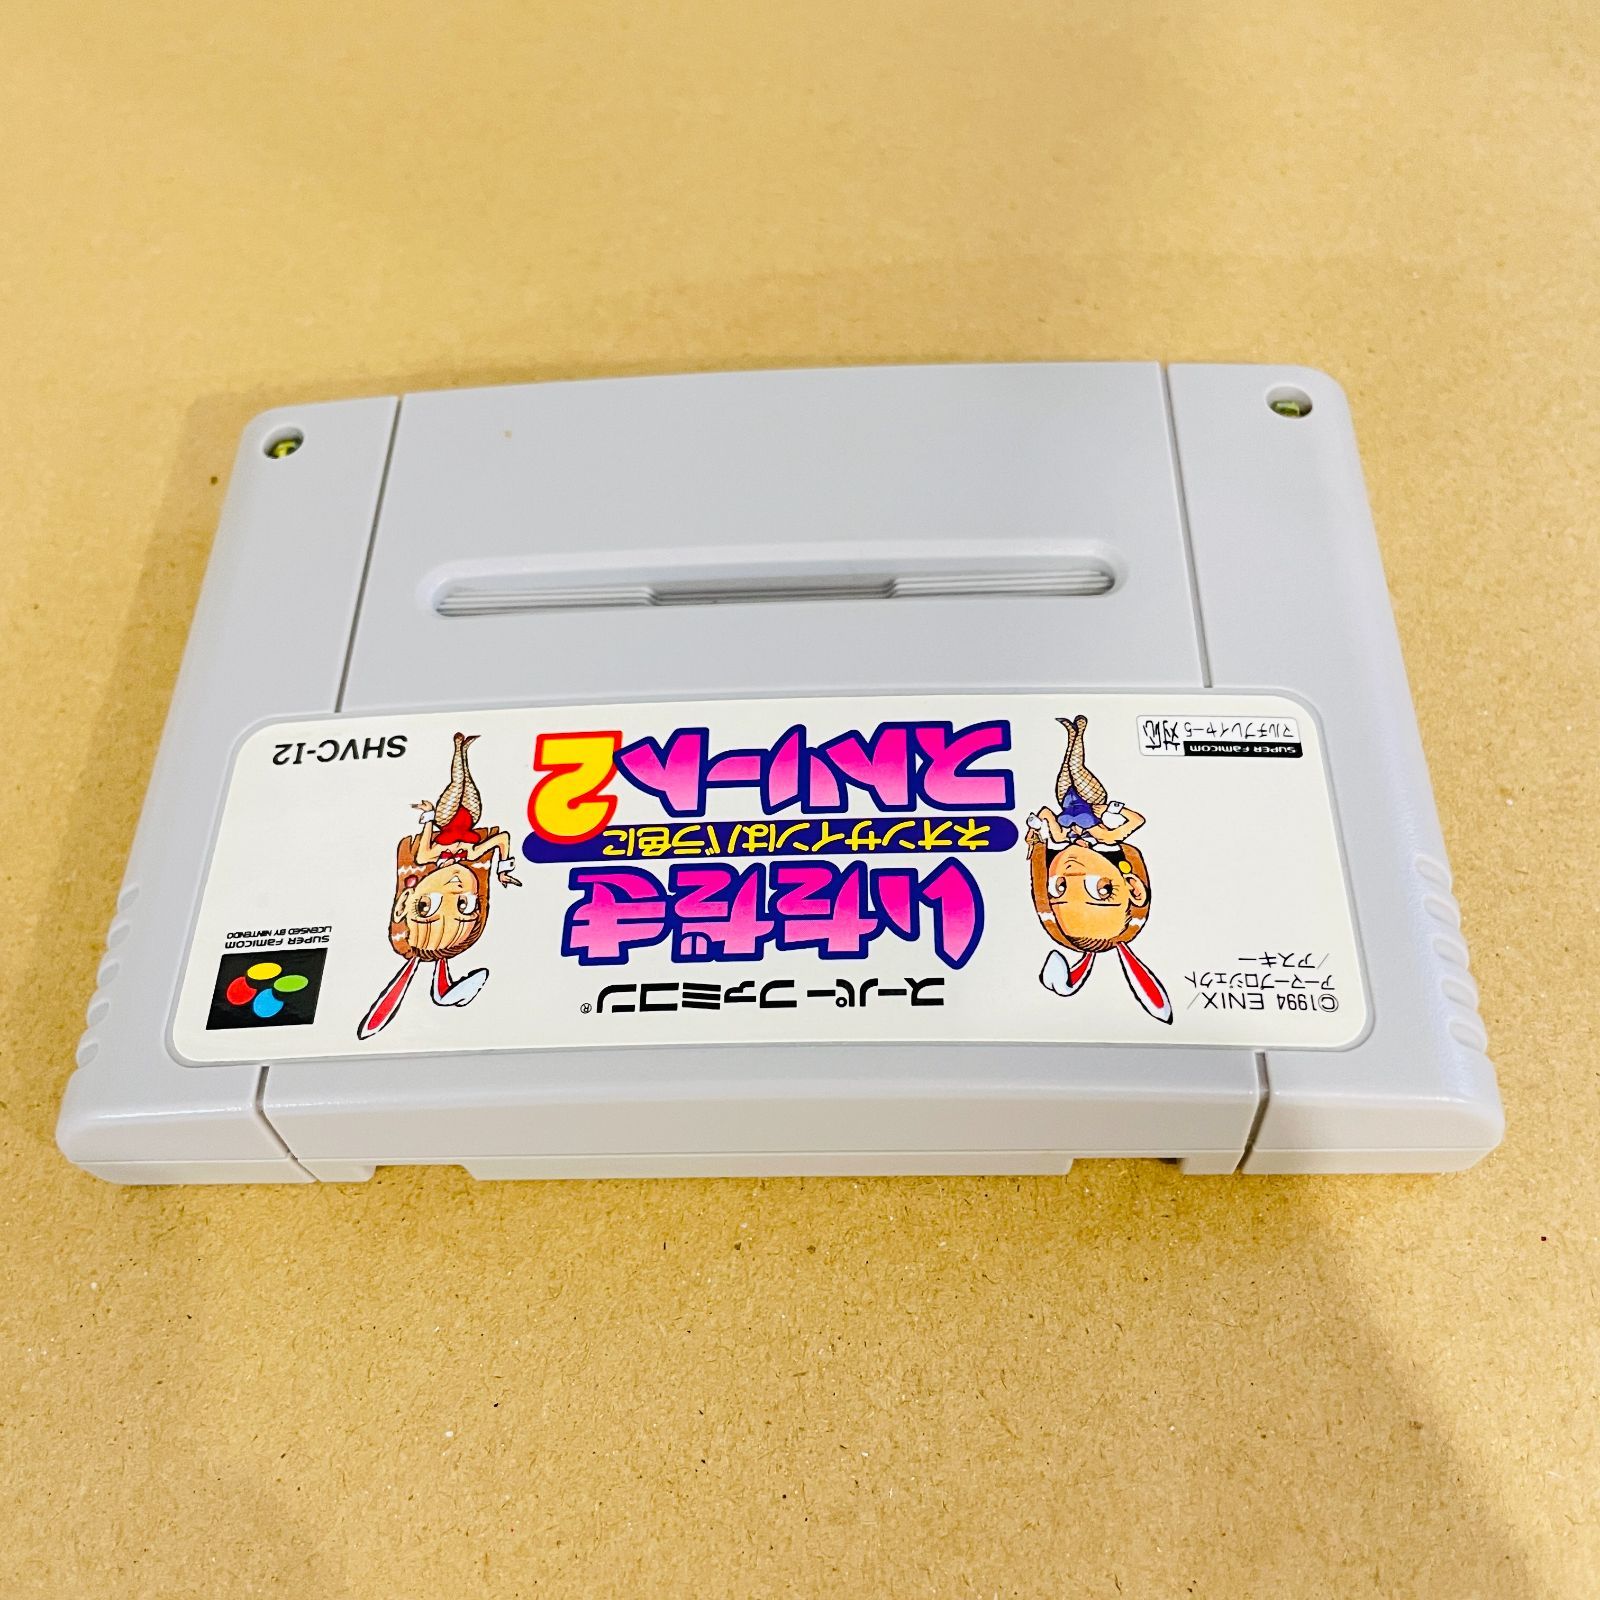 スーパーファミコン®
いただき
ネオンサインはバラ色に
ストリート2
©1994 ENIX/
アーマープロジェクト
/アスキー
SUPER FAMICOM
LICENSED BY NINTENDO
SUPER FAMICOM
マルチプレイヤー5
対応
SHVC-I2